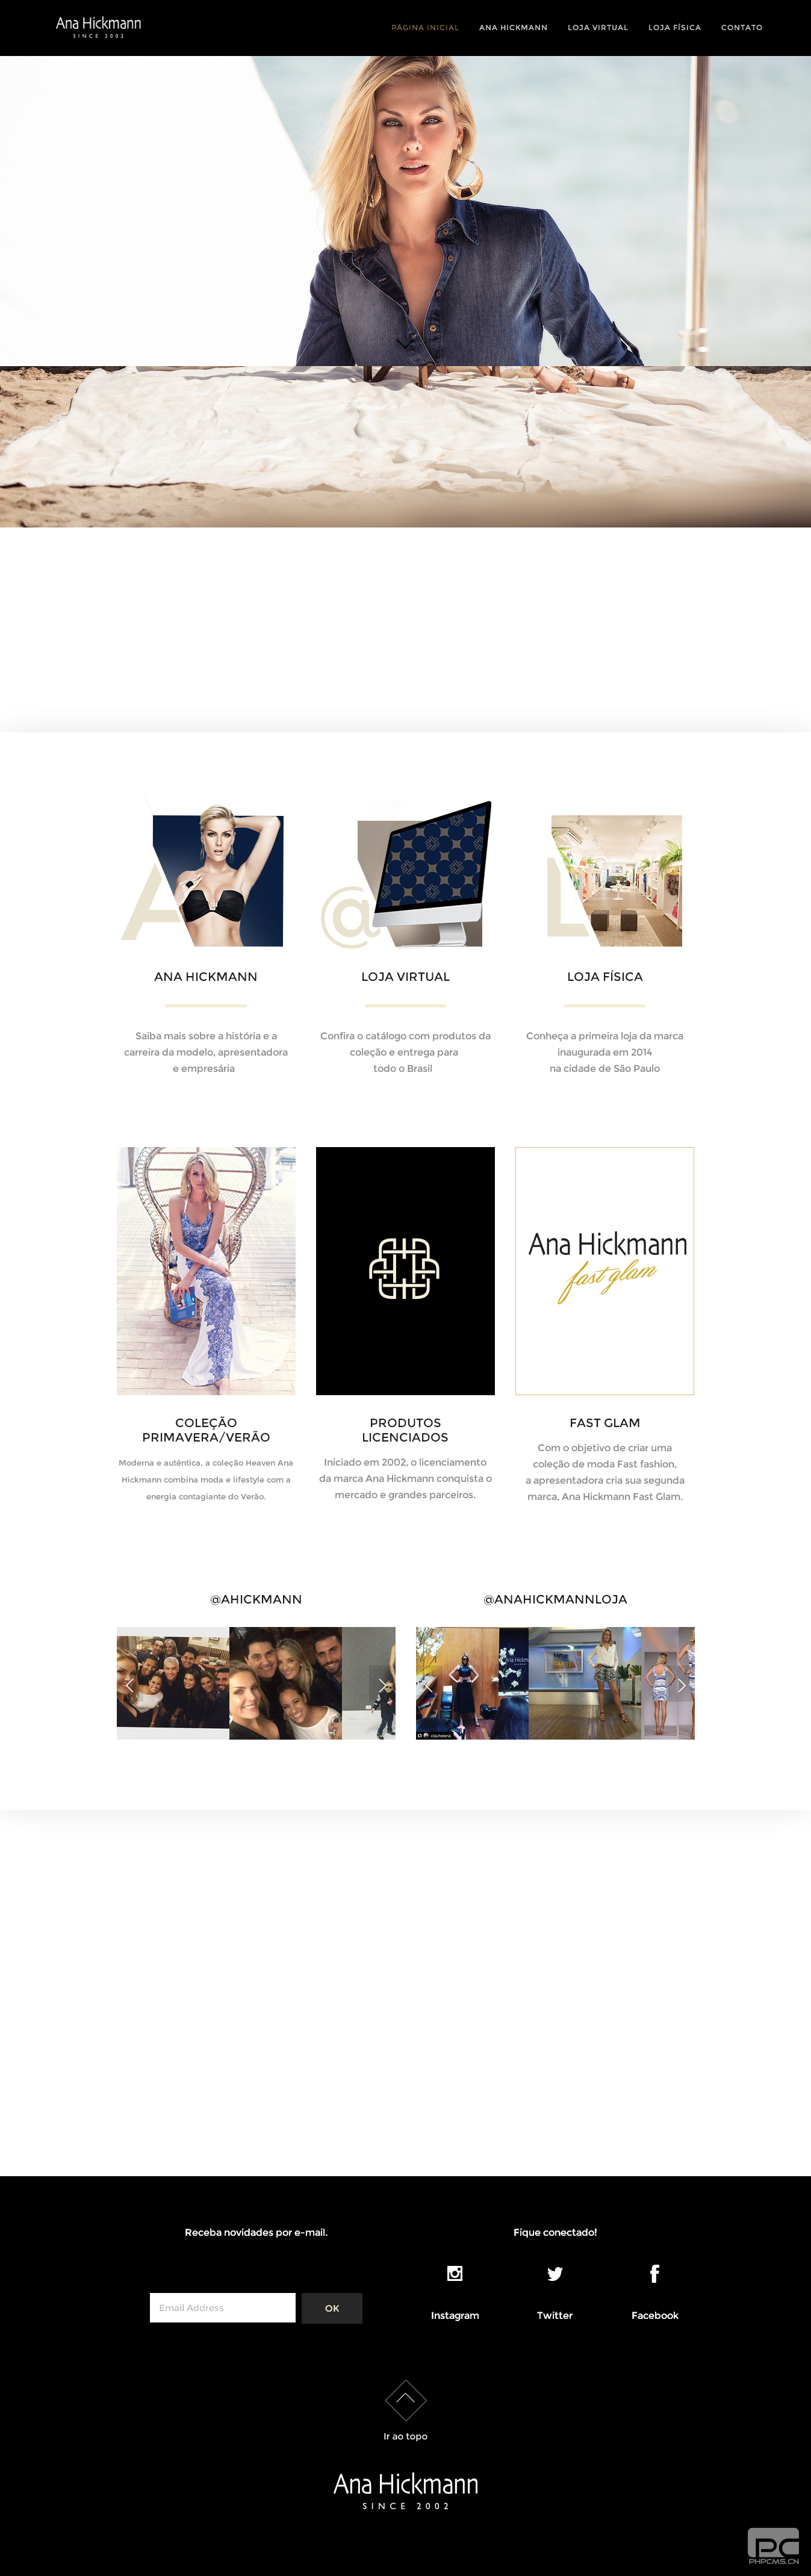 Ana Hickmann
SINCE 2002
PÁGINA INICIAL
ANA HICKMANN
LOJA VIRTUAL
LOJA FÍSICA
CONTATO
A
@
L
ANA HICKMANN
LOJA VIRTUAL
LOJA FÍSICA
Saiba mais sobre a história e a
carreira da modelo, apresentadora
e empresária
Confira o catálogo com produtos da
coleção e entrega para
todo o Brasil
Conheça a primeira loja da marca
inaugurada em 2014
na cidade de São Paulo
Ana Hickmann
fast glam
COLEÇÃO
PRIMAVERA/VERÃO
Moderna e autêntica, a coleção Heaven Ana
Hickmann combina moda e lifestyle com a
energia contagiante do Verão.
PRODUTOS
LICENCIADOS
Iniciado em 2002, o licenciamento
da marca Ana Hickmann conquista o
mercado e grandes parceiros.
FAST GLAM
Com o objetivo de criar uma
coleção de moda Fast fashion,
a apresentadora cria sua segunda
marca, Ana Hickmann Fast Glam.
@AHICKMANN
@ANAHICKMANNLOJA
Receba novidades por e-mail.
Email Address
OK
Fique conectado!
Instagram
Twitter
Facebook
Ir ao topo
Ana Hickmann
SINCE 2002
PC
PHPCMS.CN